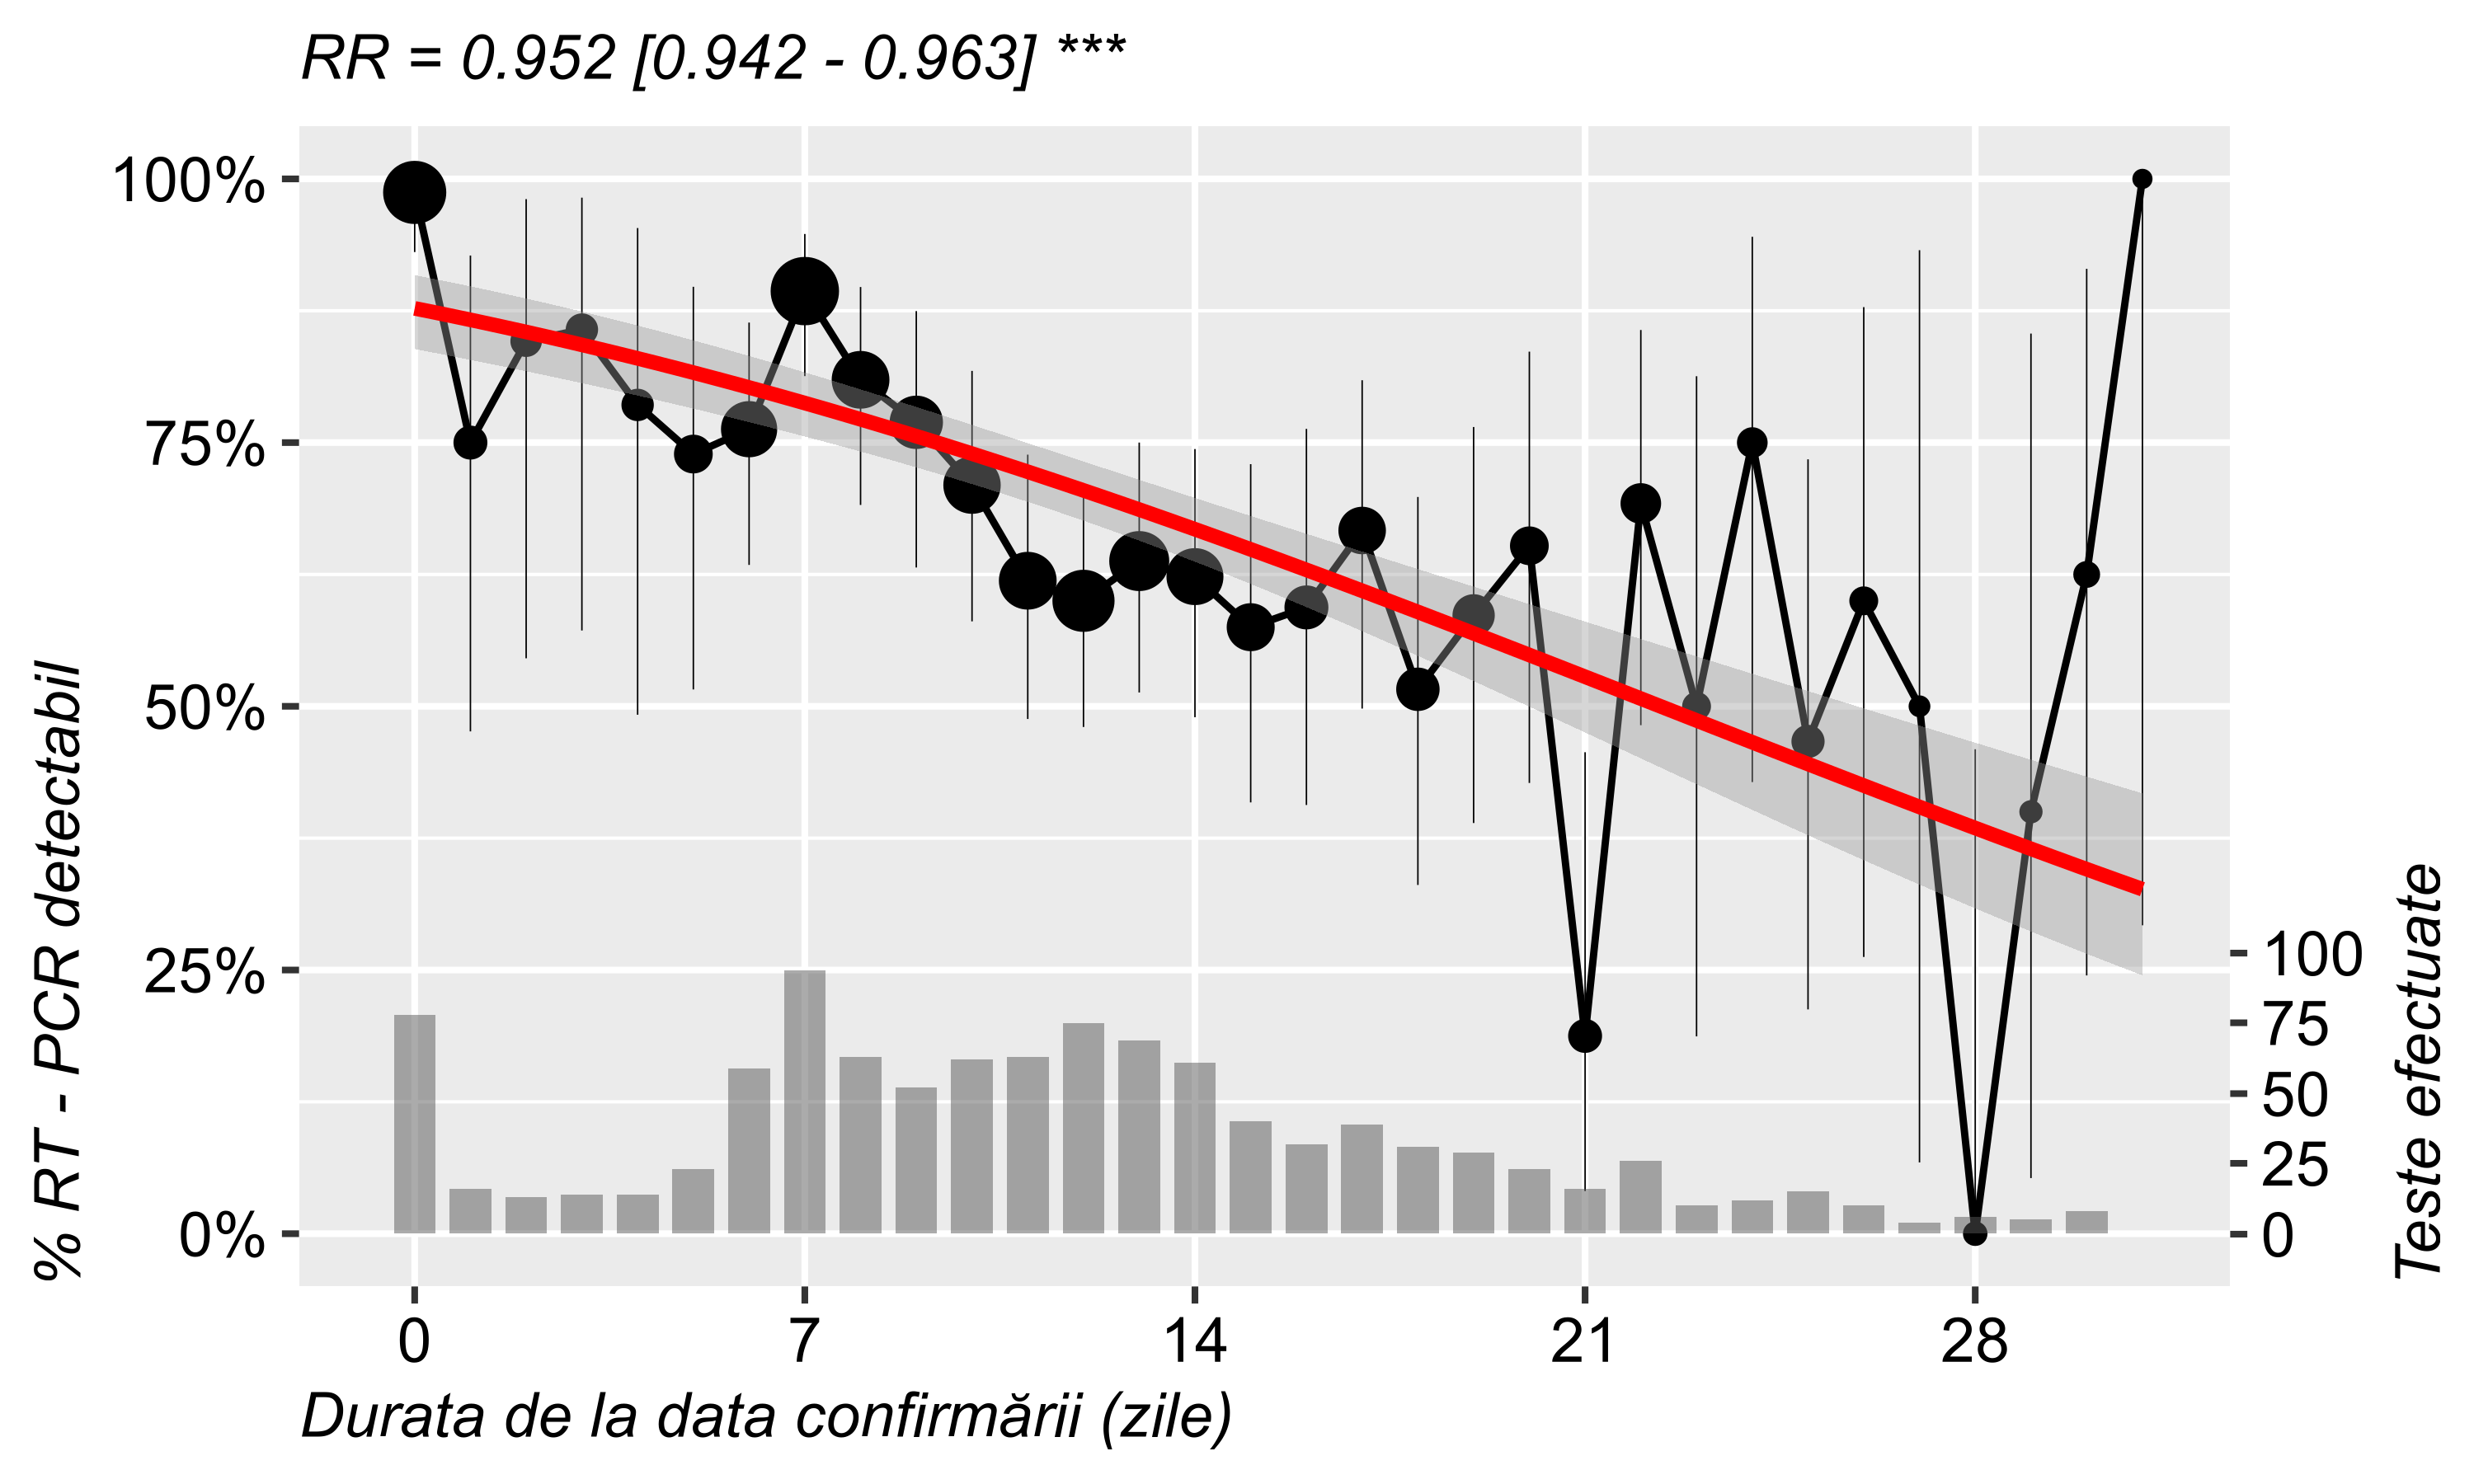 RR = 0.952 [0.942 - 0.963] ***
% RT - PCR detectabil
100%
75%
50%
25%
0%
100
75
50
25
0
Teste efectuate
0 7 14 21 28
Durata de la data confirmării (zile)